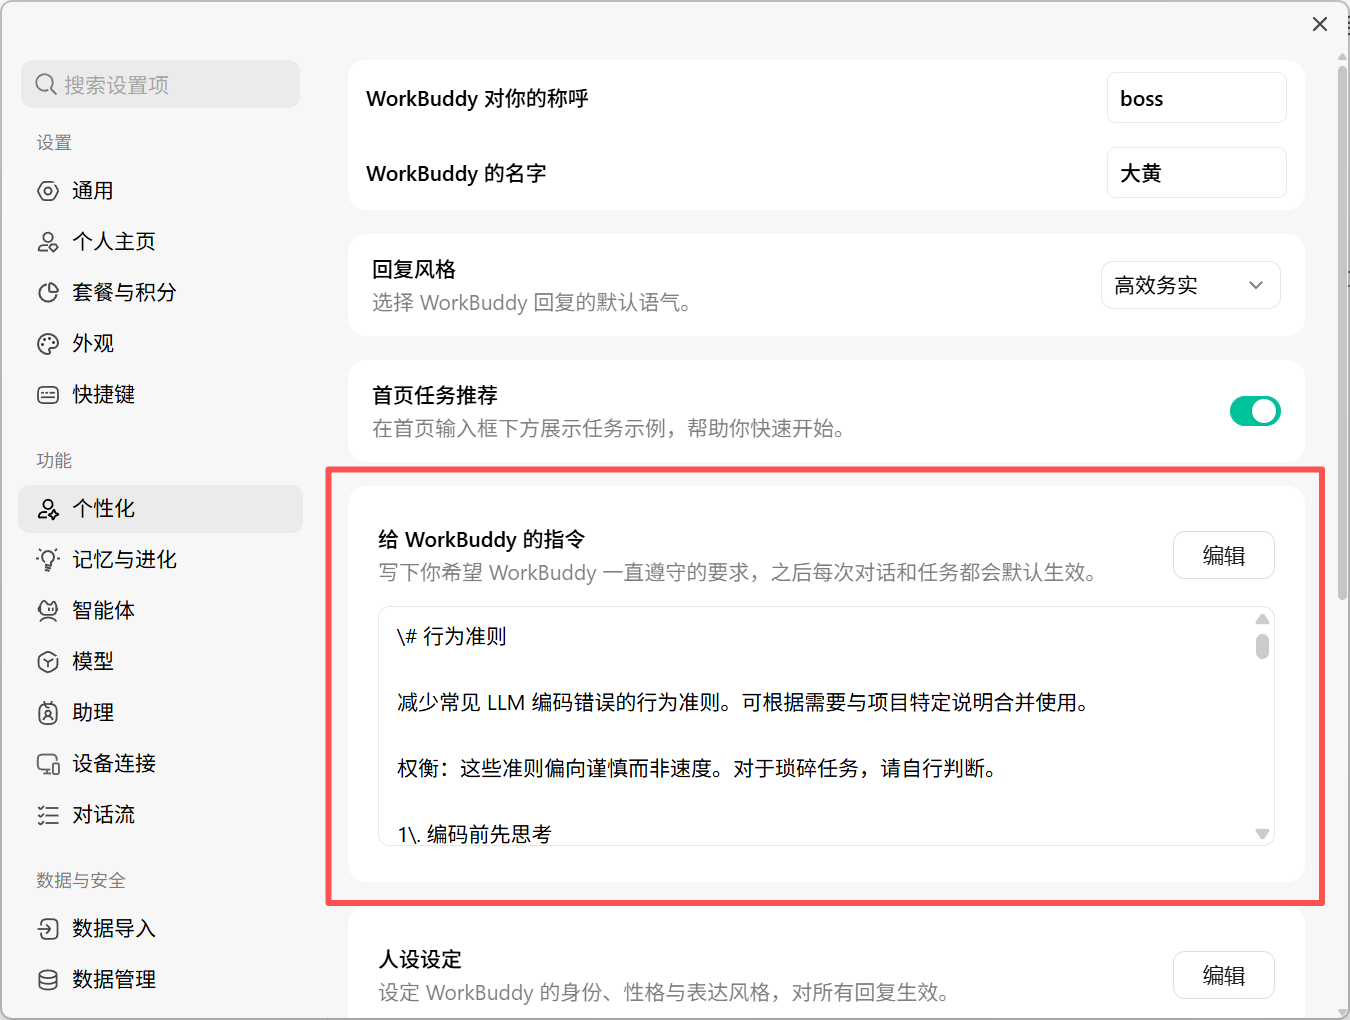 搜索设置项
设置
通用
个人主页
套餐与积分
外观
快捷键
功能
个性化
记忆与进化
智能体
模型
助理
设备连接
对话流
数据与安全
数据导入
数据管理
WorkBuddy 对你的称呼
boss
WorkBuddy 的名字
大黄
回复风格
选择 WorkBuddy 回复的默认语气。
高效务实
首页任务推荐
在首页输入框下方展示任务示例，帮助你快速开始。
给 WorkBuddy 的指令
写下你希望 WorkBuddy 一直遵守的要求，之后每次对话和任务都会默认生效。
编辑
\# 行为准则
减少常见 LLM 编码错误的行为准则。可根据需要与项目特定说明合并使用。
权衡：这些准则偏向谨慎而非速度。对于琐碎任务，请自行判断。
1\. 编码前先思考
人设设定
设定 WorkBuddy 的身份、性格与表达风格，对所有回复生效。
编辑